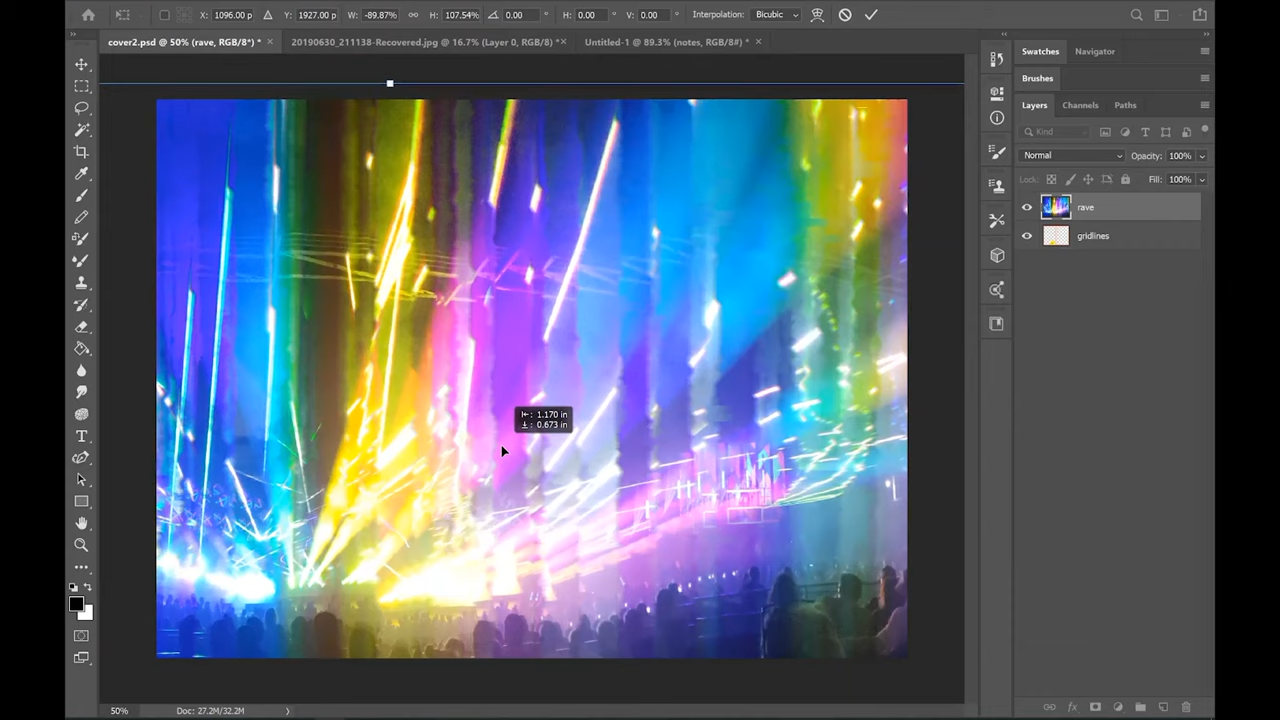 X: 1096.00 p Y: 1927.00 p W: -89.87% H: 107.54% 0.00 ° H: 0.00 ° V: 0.00 ° Interpolation: Bicubic
cover2.psd @ 50% (rave, RGB/8*) * × 20190630_211138-Recovered.jpg @ 16.7% (Layer 0, RGB/8) * × Untitled-1 @ 89.3% (notes, RGB/8#) * ×
Swatches Navigator
Brushes
Layers Channels Paths
Kind
Normal Opacity: 100%
Lock: Fill: 100%
rave
gridlines
1.170 in
0.673 in
50% Doc: 27.2M/32.2M